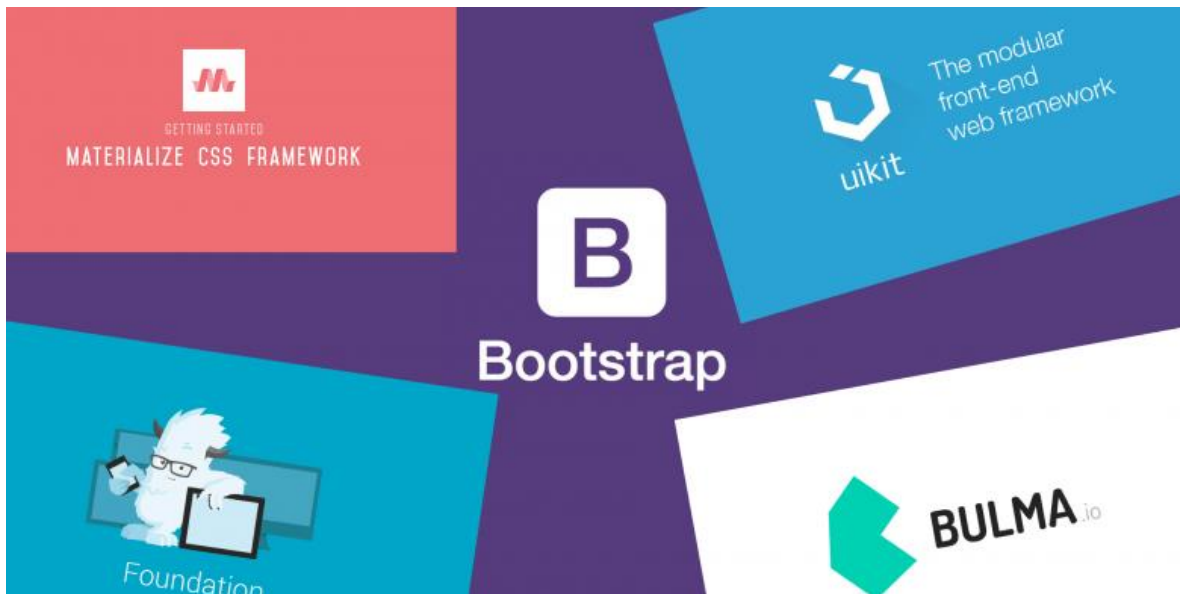 GETTING STARTED
MATERIALIZE CSS FRAMEWORK
The modular
front-end
web framework
uikit
B
Bootstrap
Foundation
BULMA.io